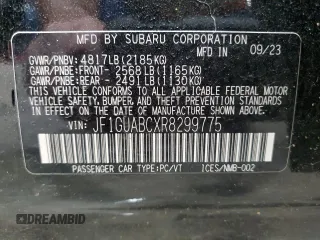 MFD BY SUBARU CORPORATION
09/23
GVWR/PNBV: 4817LB(2185KG)
GAWR/PNBE:FRONT- 2568LB(1165KG)
GAWR/PNBE:REAR - 2491LB(1130KG)
THIS VEHICLE CONFORMS TO ALL APPLICABLE
FEDERAL MOTOR VEHICLE SAFETY,
BUMPER, AND THEFT PREVENTION STANDARDS
IN EFFECT ON THE DATE OF MANUFACTURE
SHOWN ABOVE.
VIN: JF1GUABCXR8299775
PASSENGER CAR TYPE:PC/VT ICES/NMB-002
DREAMBID